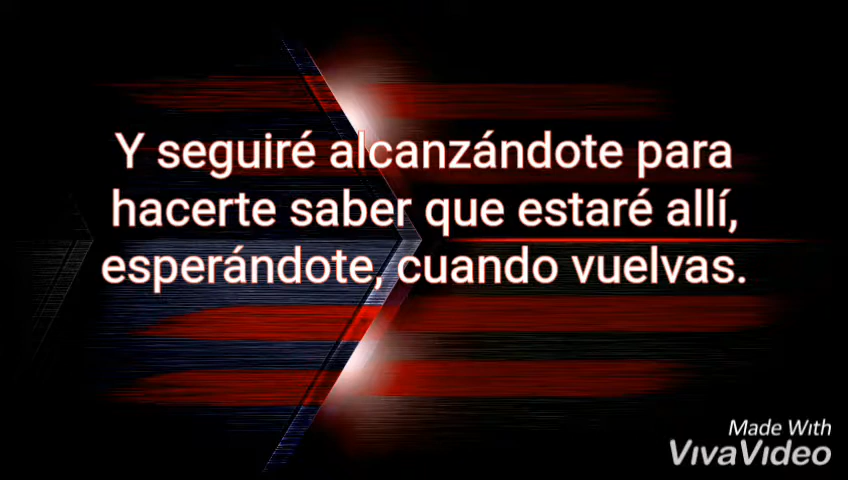 Y seguiré alcanzándote para
hacerte saber que estaré allí,
esperándote, cuando vuelvas.
Made With
VivaVideo